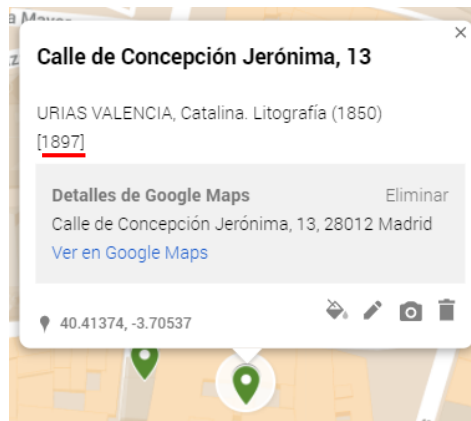 a Mayor
Calle de Concepción Jerónima, 13
URIAS VALENCIA, Catalina. Litografía (1850)
[1897]
Detalles de Google Maps Eliminar
Calle de Concepción Jerónima, 13, 28012 Madrid
Ver en Google Maps
40.41374, -3.70537